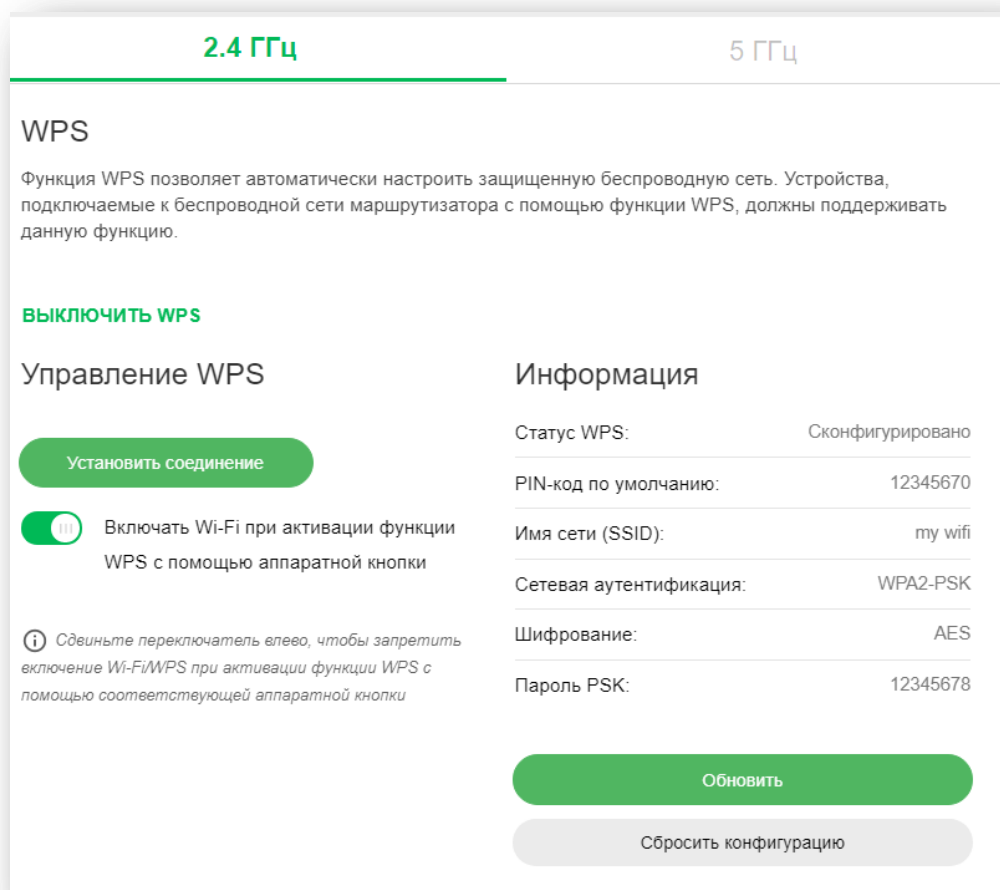 2.4 ГГц
5 ГГц
WPS
Функция WPS позволяет автоматически настроить защищенную беспроводную сеть. Устройства,
подключаемые к беспроводной сети маршрутизатора с помощью функции WPS, должны поддерживать
данную функцию.
ВЫКЛЮЧИТЬ WPS
Управление WPS
Установить соединение
Включать Wi-Fi при активации функции
WPS с помощью аппаратной кнопки
Сдвиньте переключатель влево, чтобы запретить
включение Wi-Fi/WPS при активации функции WPS с
помощью соответствующей аппаратной кнопки
Информация
Статус WPS: Сконфигурировано
PIN-код по умолчанию: 12345670
Имя сети (SSID): my wifi
Сетевая аутентификация: WPA2-PSK
Шифрование: AES
Пароль PSK: 12345678
Обновить
Сбросить конфигурацию